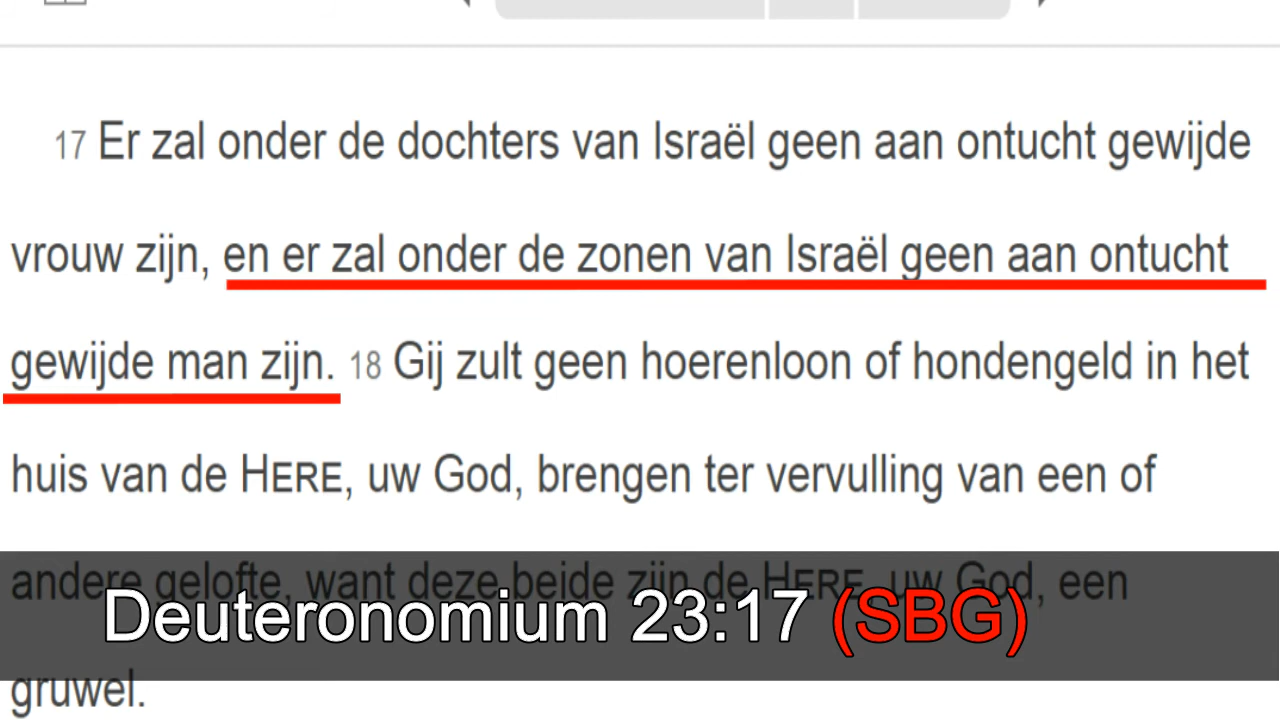 17 Er zal onder de dochters van Israël geen aan ontucht gewijde
vrouw zijn, en er zal onder de zonen van Israël geen aan ontucht
gewijde man zijn. 18 Gij zult geen hoerenloon of hondengeld in het
huis van de HERE, uw God, brengen ter vervulling van een of
andere gelofte, want deze beide zijn de HERE, uw God, een
Deuteronomium 23:17 (SBG)
gruwel.